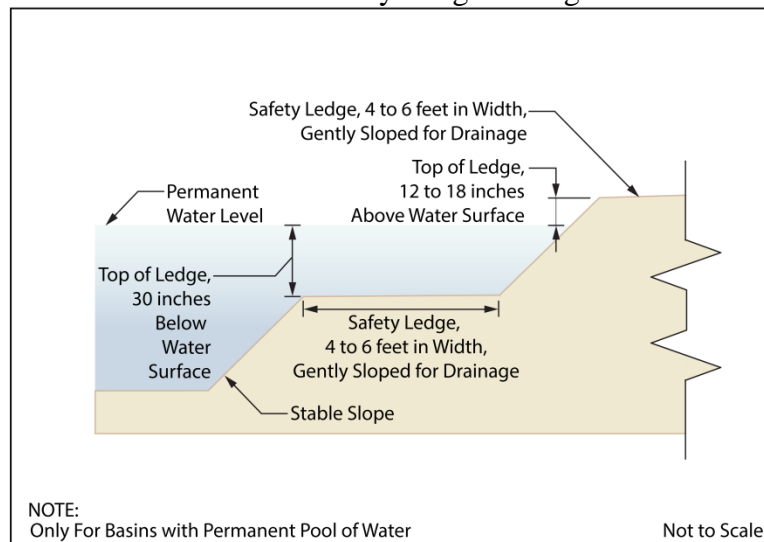 Safety Ledge, 4 to 6 feet in Width,
Gently Sloped for Drainage
Top of Ledge,
12 to 18 inches
Above Water Surface
Permanent
Water Level
Top of Ledge,
30 inches
Below
Water
Surface
Safety Ledge,
4 to 6 feet in Width,
Gently Sloped for Drainage
Stable Slope
NOTE:
Only For Basins with Permanent Pool of Water
Not to Scale